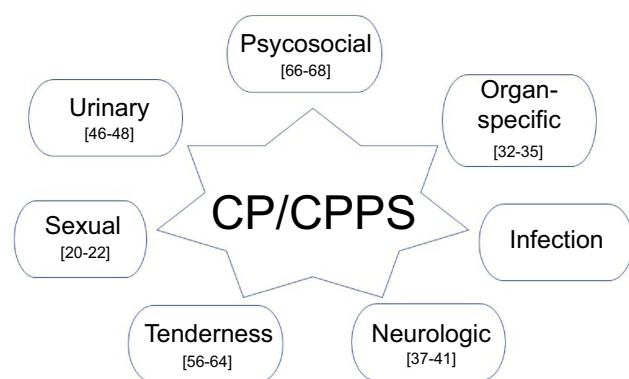 Psycosocial
[66-68]
Urinary
[46-48]
Organ-
specific
[32-35]
CP/CPPS
Sexual
[20-22]
Infection
Tenderness
[56-64]
Neurologic
[37-41]